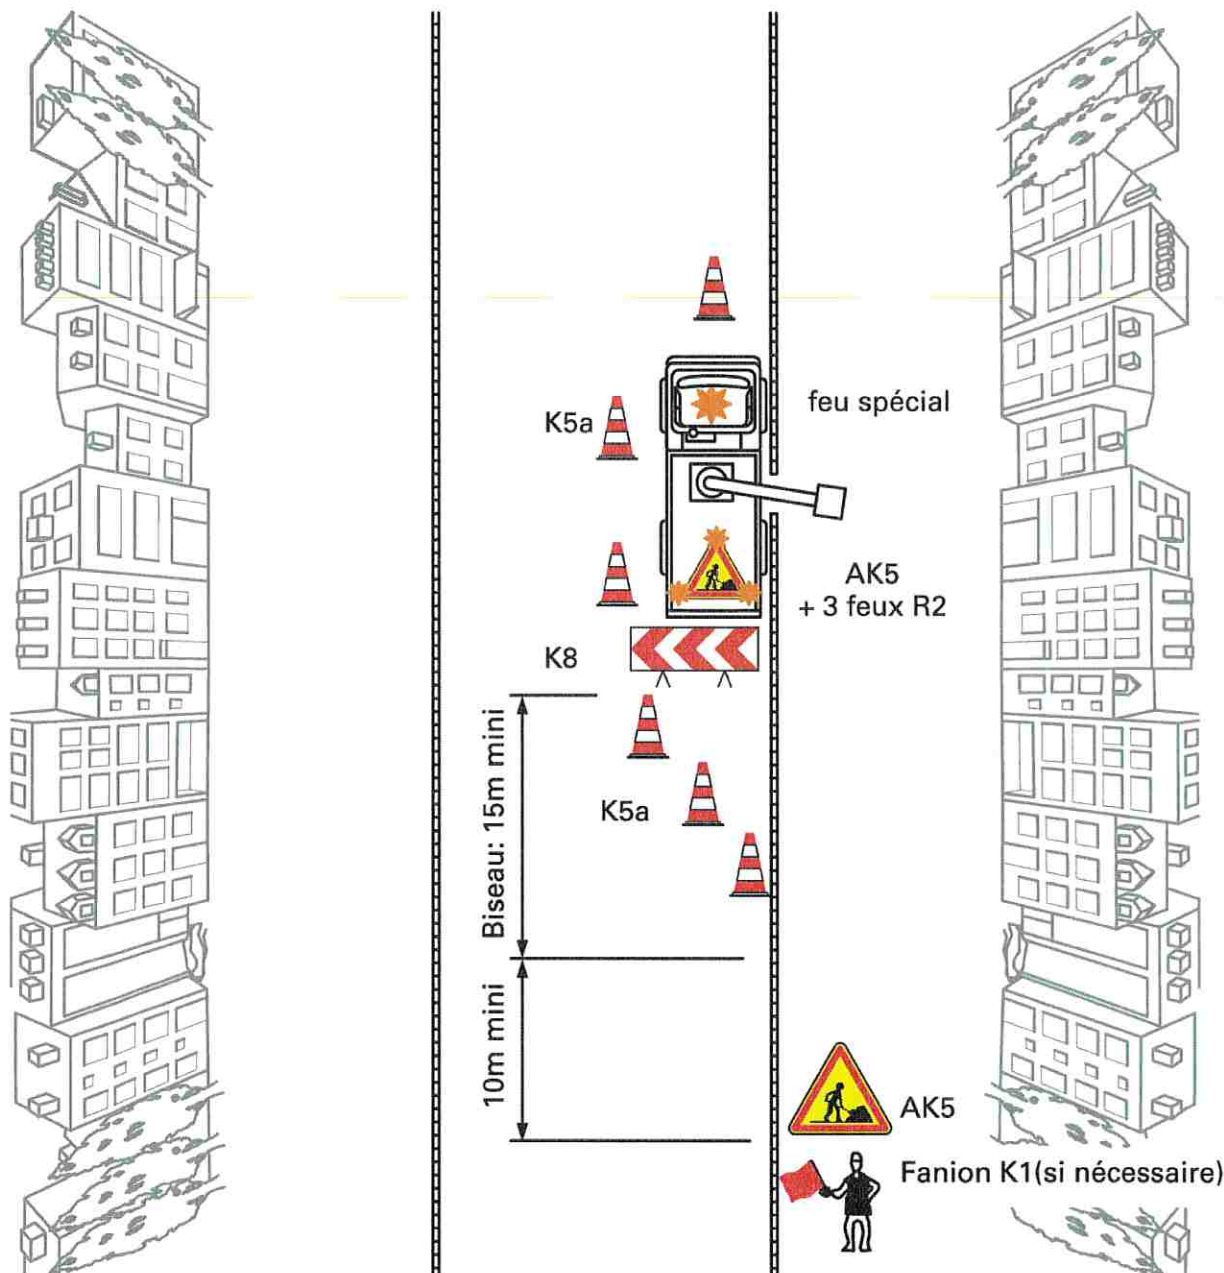 feu spécial
K5a
AK5
+ 3 feux R2
K8
Biseau: 15m mini
K5a
10m mini
AK5
Fanion K1(si nécessaire)